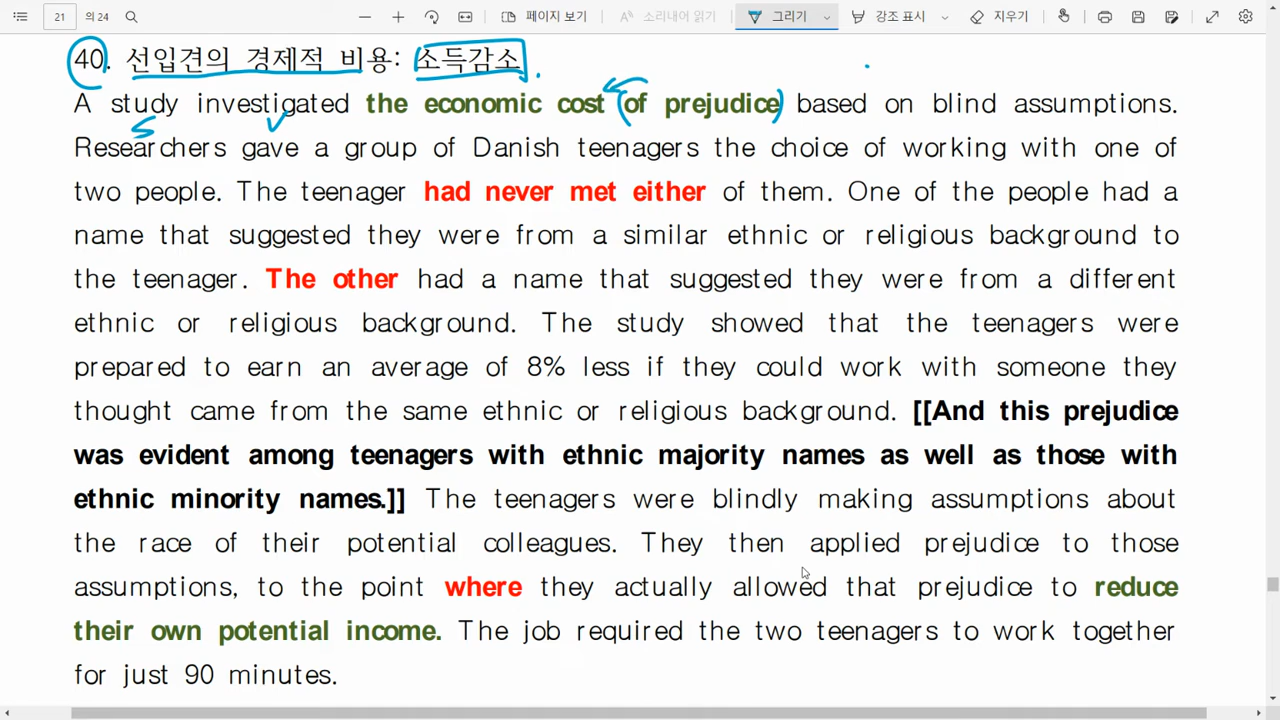 21 의 24
페이지 보기
소리내어 읽기
그리기
강조 표시
지우기
40. 선입견의 경제적 비용: 소득감소
A study investigated the economic cost (of prejudice) based on blind assumptions.
S V
Researchers gave a group of Danish teenagers the choice of working with one of
two people. The teenager had never met either of them. One of the people had a
name that suggested they were from a similar ethnic or religious background to
the teenager. The other had a name that suggested they were from a different
ethnic or religious background. The study showed that the teenagers were
prepared to earn an average of 8% less if they could work with someone they
thought came from the same ethnic or religious background. [[And this prejudice
was evident among teenagers with ethnic majority names as well as those with
ethnic minority names.]] The teenagers were blindly making assumptions about
the race of their potential colleagues. They then applied prejudice to those
assumptions, to the point where they actually allowed that prejudice to reduce
their own potential income. The job required the two teenagers to work together
for just 90 minutes.